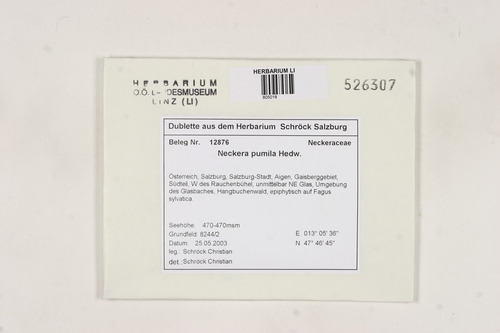 HERBARIUM
O.Ö.L-DESMUSEUM
LINZ (LI)
HERBARIUM LI
526307
Dublette aus dem Herbarium Schröck Salzburg
Beleg Nr. 12876 Neckeraceae
Neckera pumila Hedw.
Österreich, Salzburg, Salzburg-Stadt, Aigen, Gaisberggebiet,
Südteil, W des Rauchenbühel, unmittelbar NE Glas, Umgebung
des Glasbaches, Hangbuchenwald, epiphytisch auf Fagus
sylvatica.
Seehöhe: 470-470msm
Grundfeld: 8244/2 E 013° 05' 36"
Datum: 25.05.2003 N 47° 46' 45"
leg.: Schröck Christian
det.: Schröck Christian